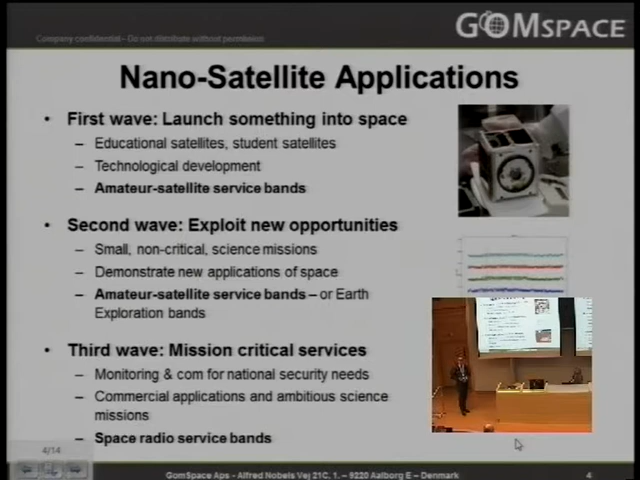 Company confidential - Do not distribute without permission
GOMSPACE
Nano-Satellite Applications
• First wave: Launch something into space
– Educational satellites, student satellites
– Technological development
– Amateur-satellite service bands
• Second wave: Exploit new opportunities
– Small, non-critical, science missions
– Demonstrate new applications of space
– Amateur-satellite service bands – or Earth
Exploration bands
• Third wave: Mission critical services
– Monitoring & com for national security needs
– Commercial applications and ambitious science
missions
– Space radio service bands
4/14
GomSpace Aps - Alfred Nobels Vej 21C, 1. – 9220 Aalborg E – Denmark
4